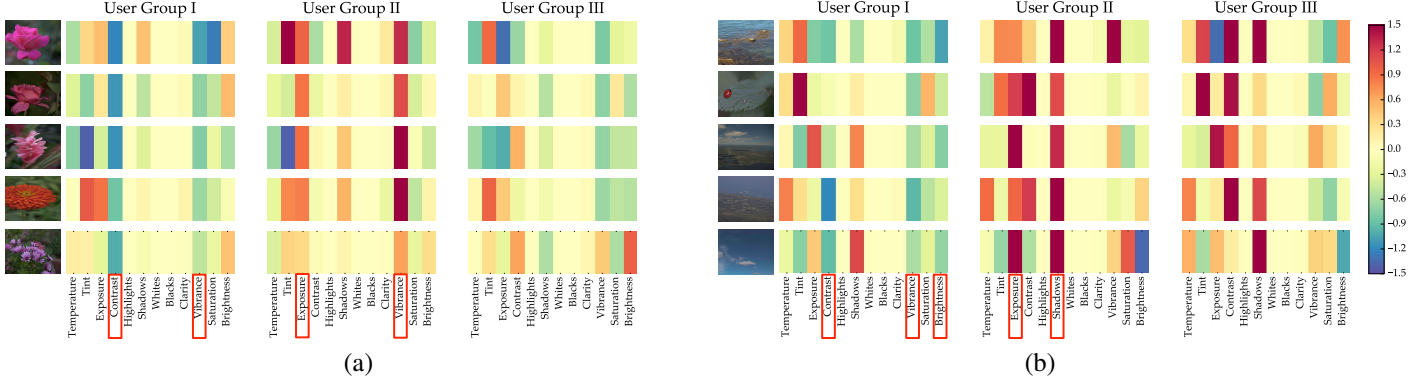 User Group I
User Group II
User Group III
Temperature
Tint
Exposure
Contrast
Highlights
Shadows
Whites
Blacks
Clarity
Vibrance
Saturation
Brightness
Temperature
Tint
Exposure
Contrast
Highlights
Shadows
Whites
Blacks
Clarity
Vibrance
Saturation
Brightness
Temperature
Tint
Exposure
Contrast
Highlights
Shadows
Whites
Blacks
Clarity
Vibrance
Saturation
Brightness
(a)
User Group I
User Group II
User Group III
Temperature
Tint
Exposure
Contrast
Highlights
Shadows
Whites
Blacks
Clarity
Vibrance
Saturation
Brightness
Temperature
Tint
Exposure
Contrast
Highlights
Shadows
Whites
Blacks
Clarity
Vibrance
Saturation
Brightness
Temperature
Tint
Exposure
Contrast
Highlights
Shadows
Whites
Blacks
Clarity
Vibrance
Saturation
Brightness
(b)
1.5
1.2
0.9
0.6
0.3
0.0
−0.3
−0.6
−0.9
−1.2
−1.5